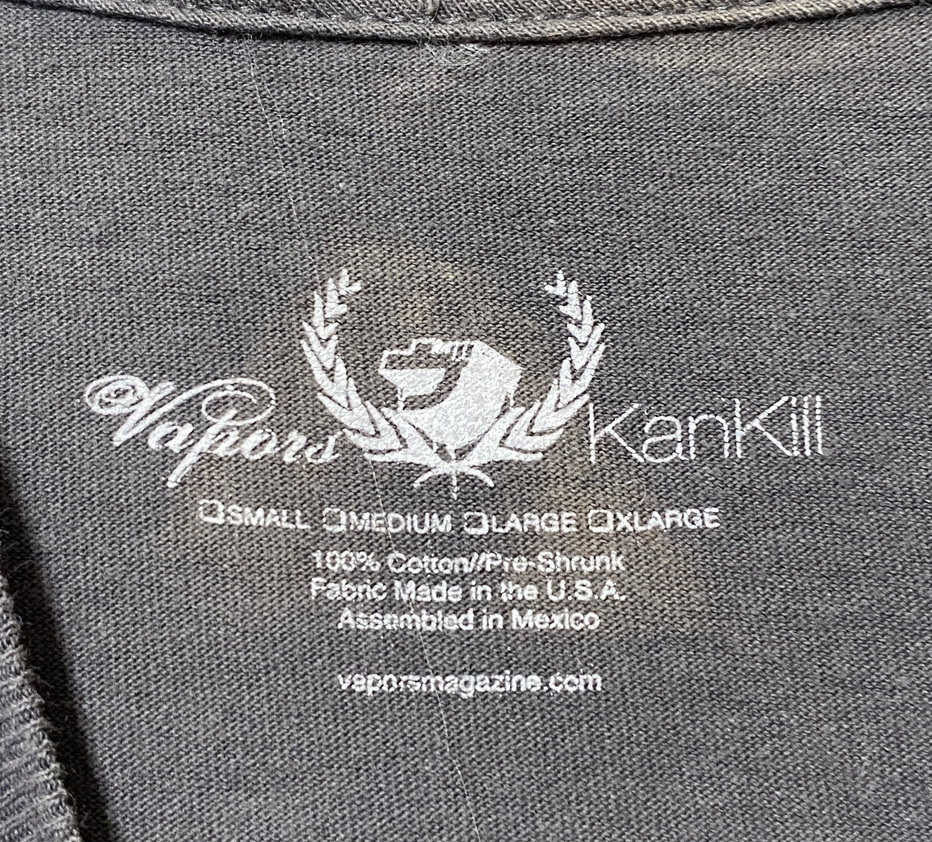 Vapors KanKill
SMALL MEDIUM LARGE XLARGE
100% Cotton//Pre-Shrunk
Fabric Made in the U.S.A.
Assembled in Mexico
vaporsmagazine.com